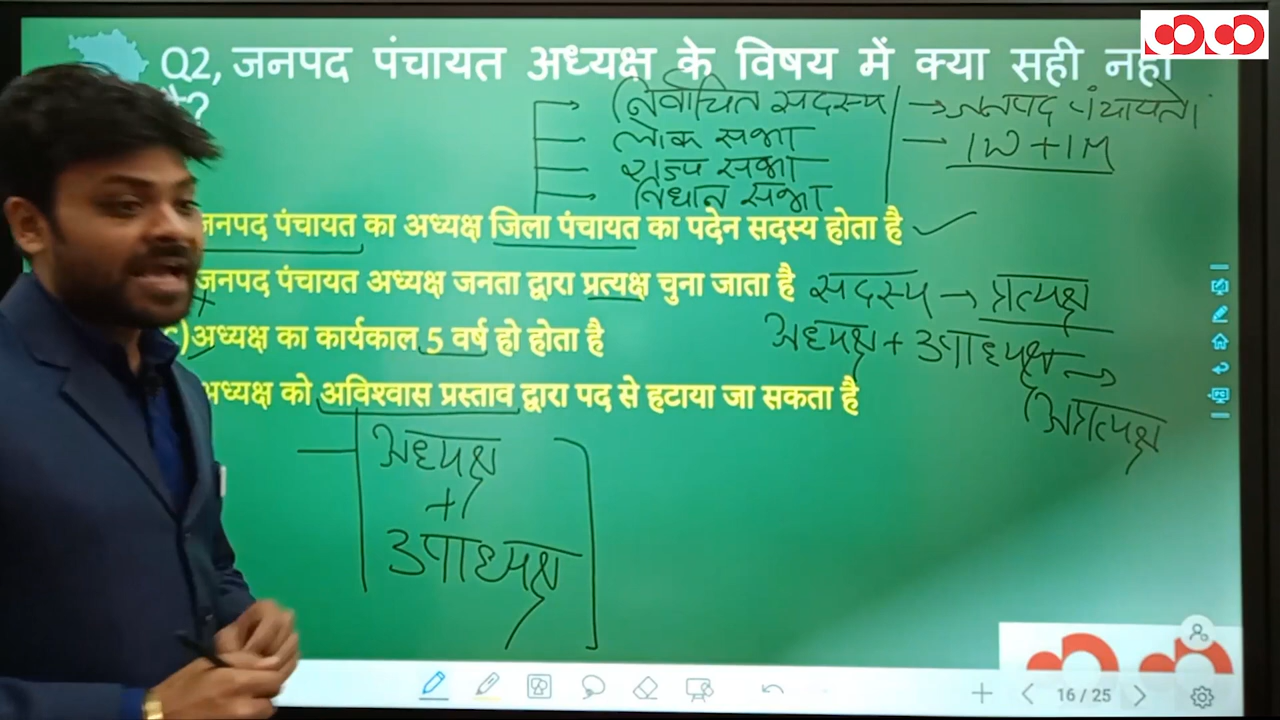 Q2, जनपद पंचायत अध्यक्ष के विषय में क्या सही नहीं
है?
निर्वाचित सदस्य
लोक सभा
राज्य सभा
विधान सभा
→ जनपद पंचायत
1W + 1M
जनपद पंचायत का अध्यक्ष जिला पंचायत का पदेन सदस्य होता है
जनपद पंचायत अध्यक्ष जनता द्वारा प्रत्यक्ष चुना जाता है
सदस्य → प्रत्यक्ष
c) अध्यक्ष का कार्यकाल 5 वर्ष हो होता है
अध्यक्ष + उपाध्यक्ष →
अप्रत्यक्ष
अध्यक्ष को अविश्वास प्रस्ताव द्वारा पद से हटाया जा सकता है
अध्यक्ष
+
उपाध्यक्ष
16 / 25